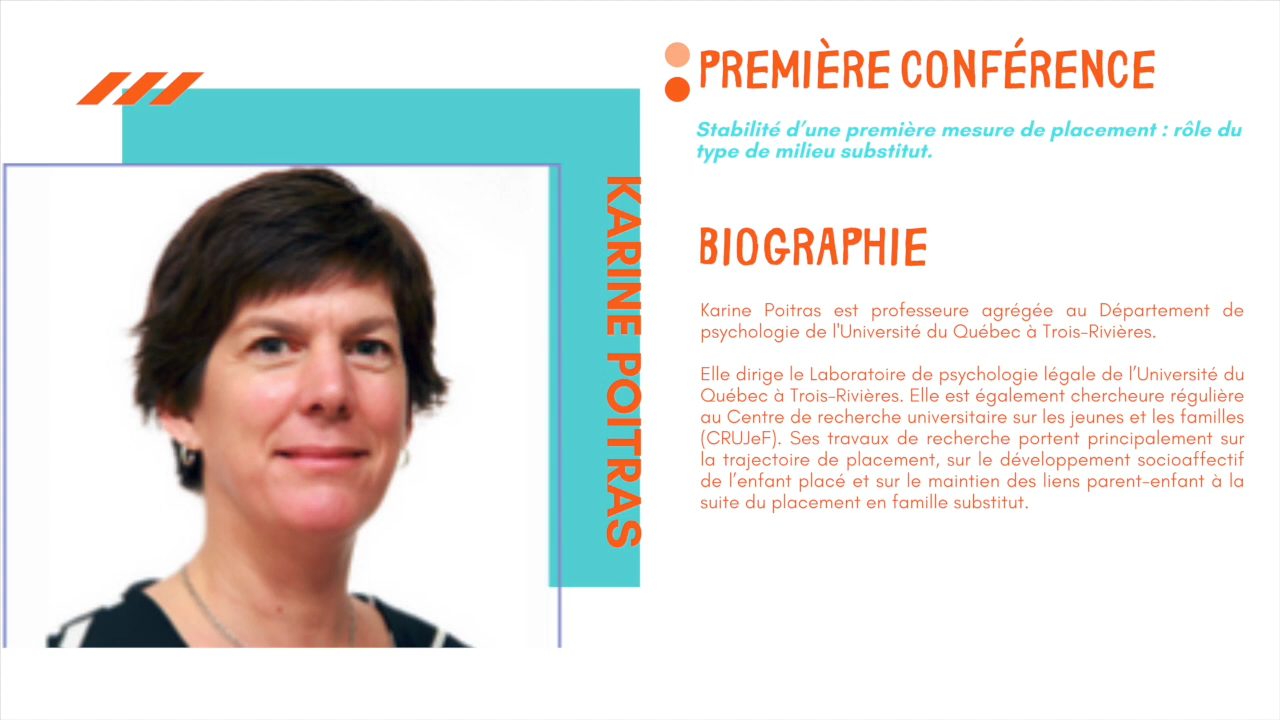 PREMIÈRE CONFÉRENCE
Stabilité d’une première mesure de placement : rôle du
type de milieu substitut.
KARINE POITRAS
BIOGRAPHIE
Karine Poitras est professeure agrégée au Département de
psychologie de l'Université du Québec à Trois-Rivières.
Elle dirige le Laboratoire de psychologie légale de l’Université du
Québec à Trois-Rivières. Elle est également chercheure régulière
au Centre de recherche universitaire sur les jeunes et les familles
(CRUJeF). Ses travaux de recherche portent principalement sur
la trajectoire de placement, sur le développement socioaffectif
de l’enfant placé et sur le maintien des liens parent-enfant à la
suite du placement en famille substitut.